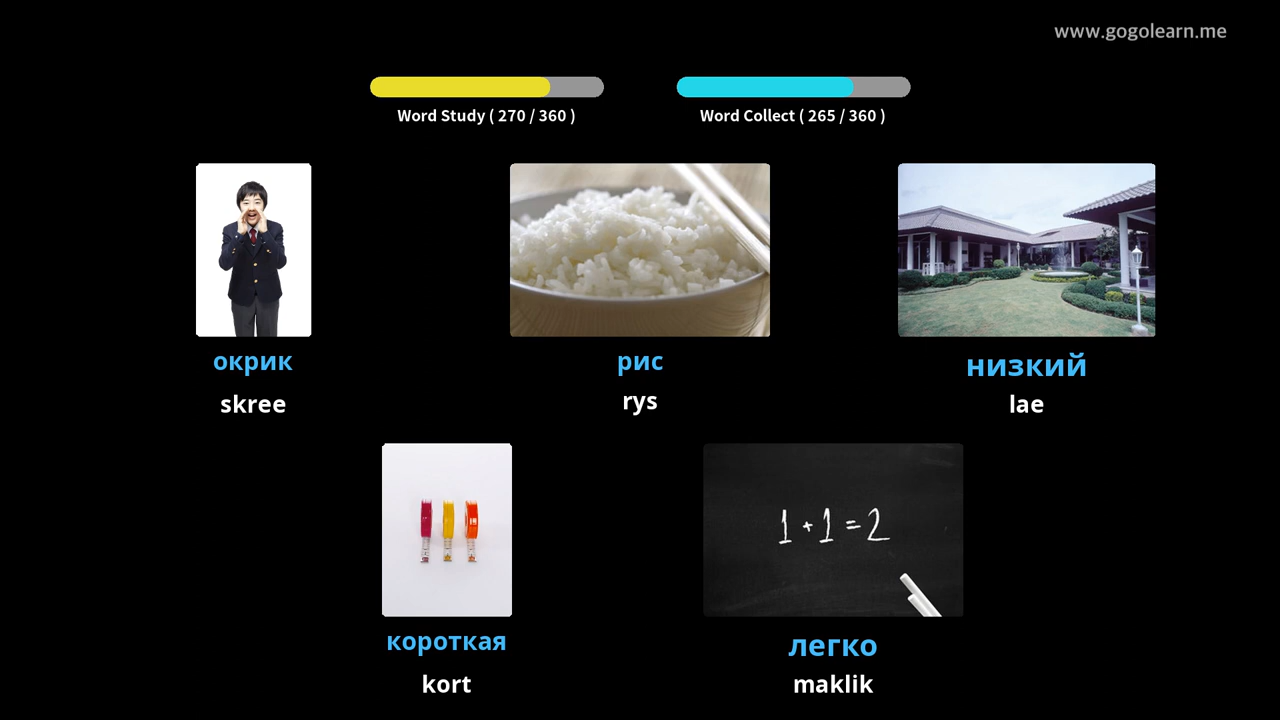 www.gogolearn.me
Word Study ( 270 / 360 )
Word Collect ( 265 / 360 )
окрик
skree
рис
rys
низкий
lae
1 + 1 = 2
короткая
kort
легко
maklik